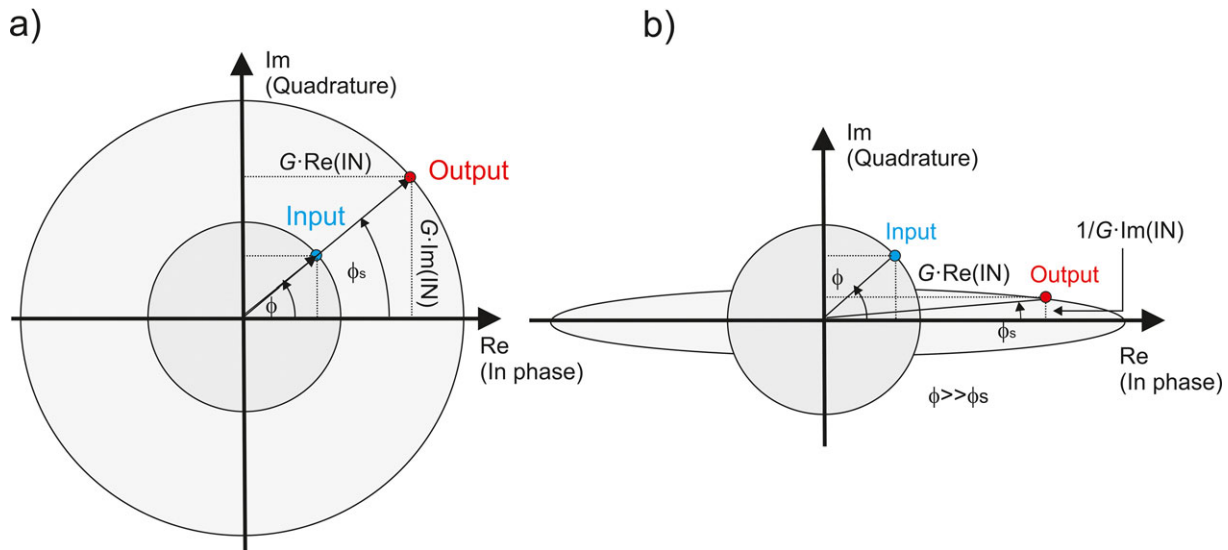 a)
Im
(Quadrature)
G·Re(IN)
Output
Input
G·Im(IN)
ϕs
ϕ
Re
(In phase)
b)
Im
(Quadrature)
Input
1/G·Im(IN)
G·Re(IN)
Output
ϕ
ϕs
Re
(In phase)
ϕ>>ϕs